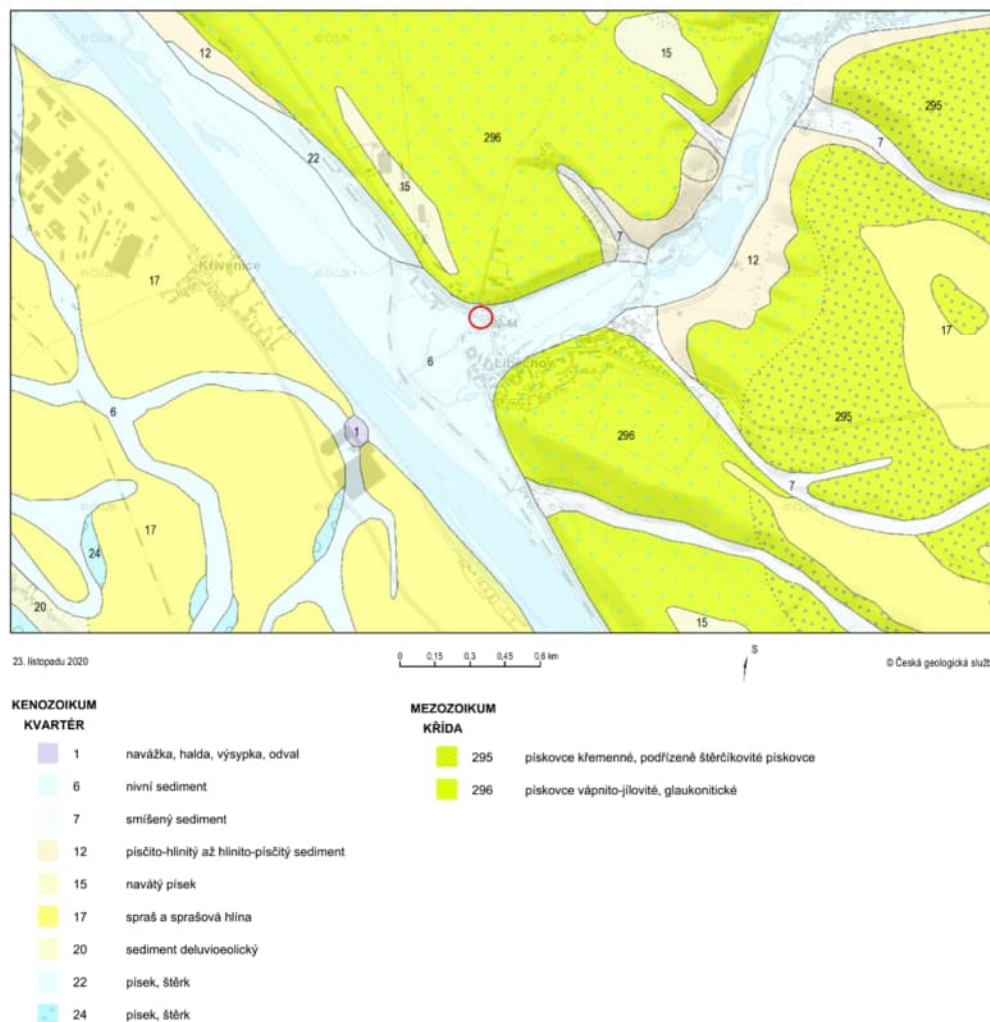 © ČÚZK
12
15
296
22
295
7
15
7
12
17
Křivenice
17
6
Liběchov
295
296
6
1
7
17
24
20
15
23. listopadu 2020
0 0,15 0,3 0,45 0,6 km
S
© Česká geologická služb
KENOZOIKUM
KVARTÉR
1 navážka, halda, výsypka, odval
6 nivní sediment
7 smíšený sediment
12 písčito-hlinitý až hlinito-písčitý sediment
15 navátý písek
17 spraš a sprašová hlína
20 sediment deluvioeolický
22 písek, štěrk
24 písek, štěrk
MEZOZOIKUM
KŘÍDA
295 pískovce křemenné, podřízeně štěrčíkovité pískovce
296 pískovce vápnito-jílovité, glaukonitické